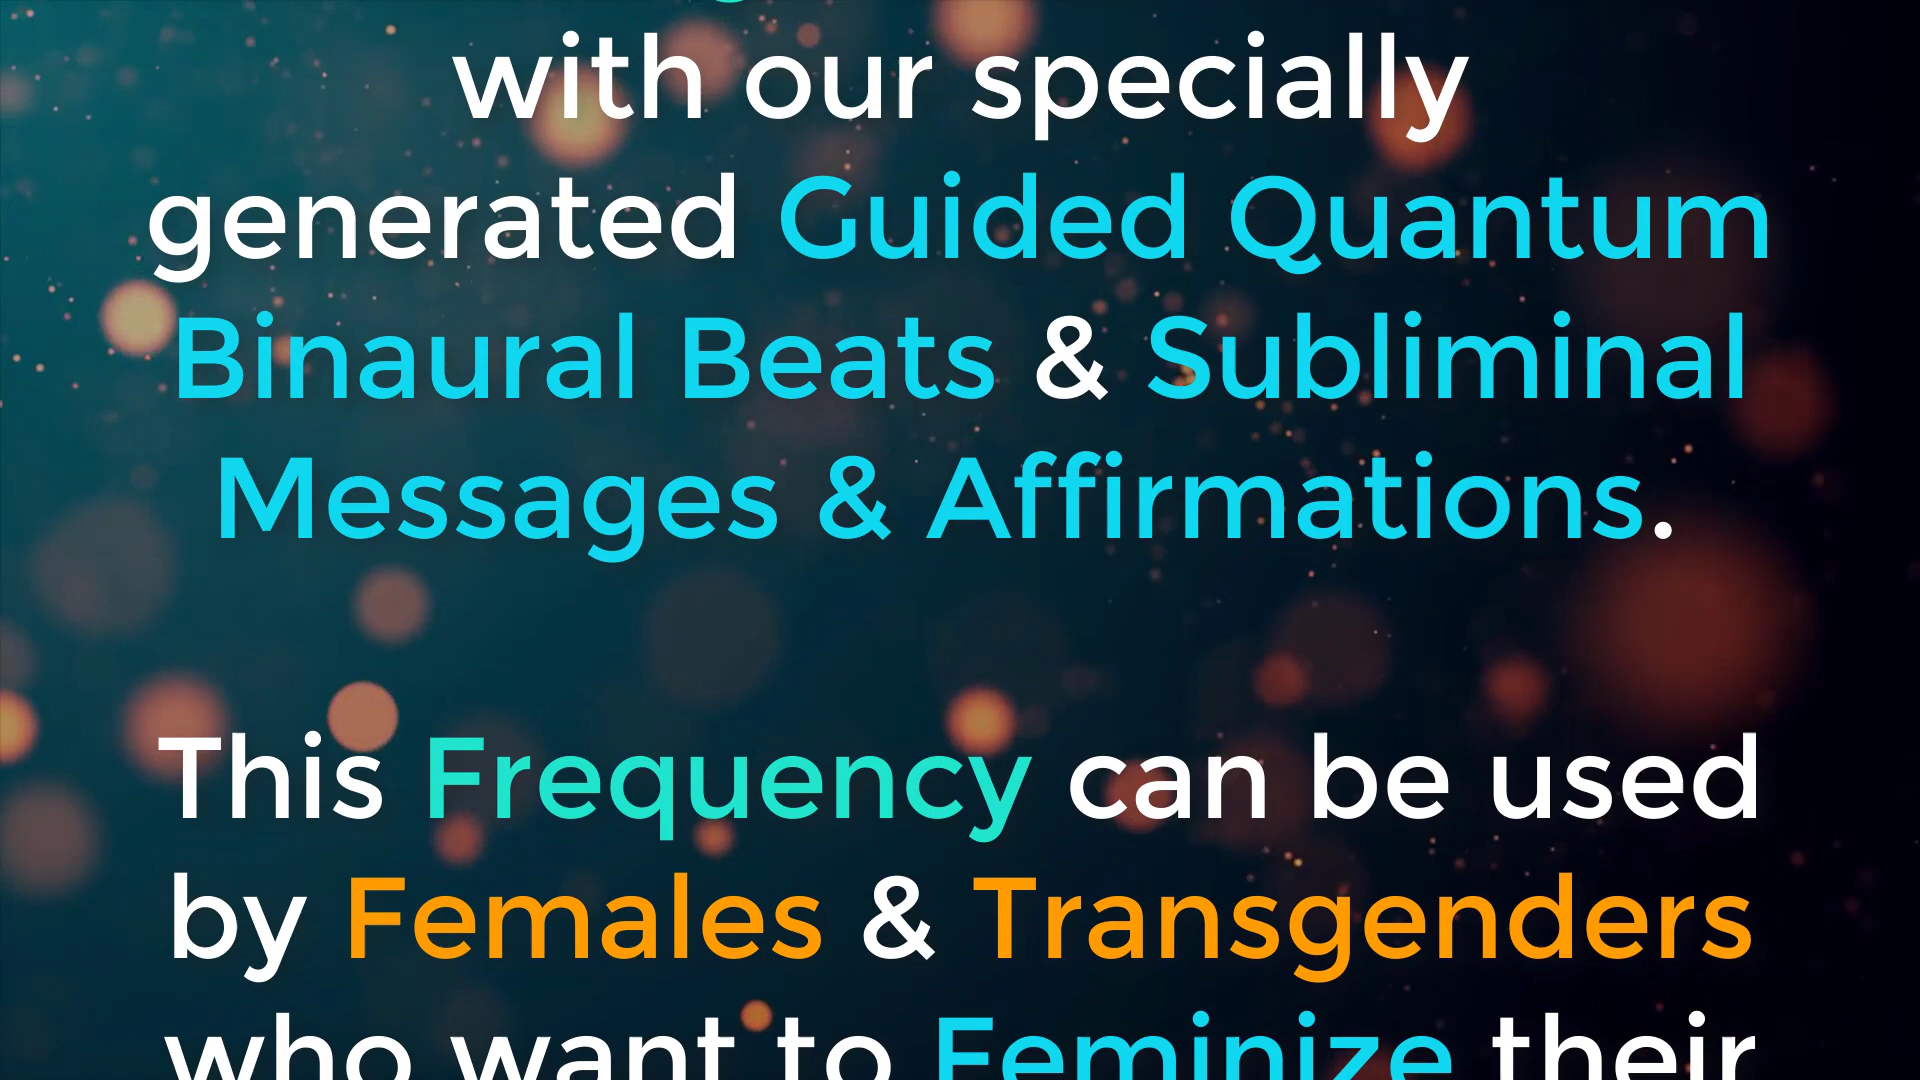 with our specially
generated Guided Quantum
Binaural Beats & Subliminal
Messages & Affirmations.
This Frequency can be used
by Females & Transgenders
who want to Feminize their